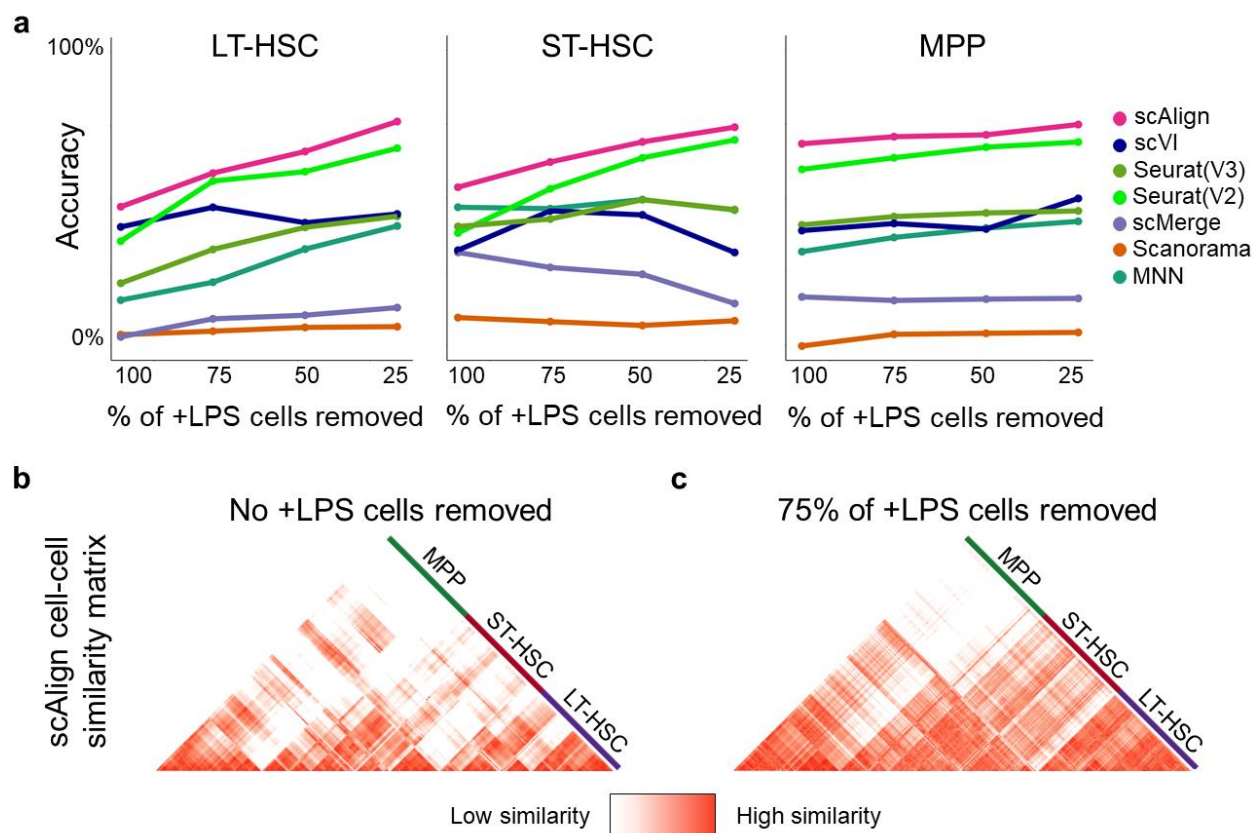 a
LT-HSC
ST-HSC
MPP
100%
0%
Accuracy
100 75 50 25
100 75 50 25
100 75 50 25
% of +LPS cells removed
% of +LPS cells removed
% of +LPS cells removed
scAlign
scVI
Seurat(V3)
Seurat(V2)
scMerge
Scanorama
MNN
b
No +LPS cells removed
scAlign cell-cell
similarity matrix
MPP
ST-HSC
LT-HSC
c
75% of +LPS cells removed
MPP
ST-HSC
LT-HSC
Low similarity
High similarity